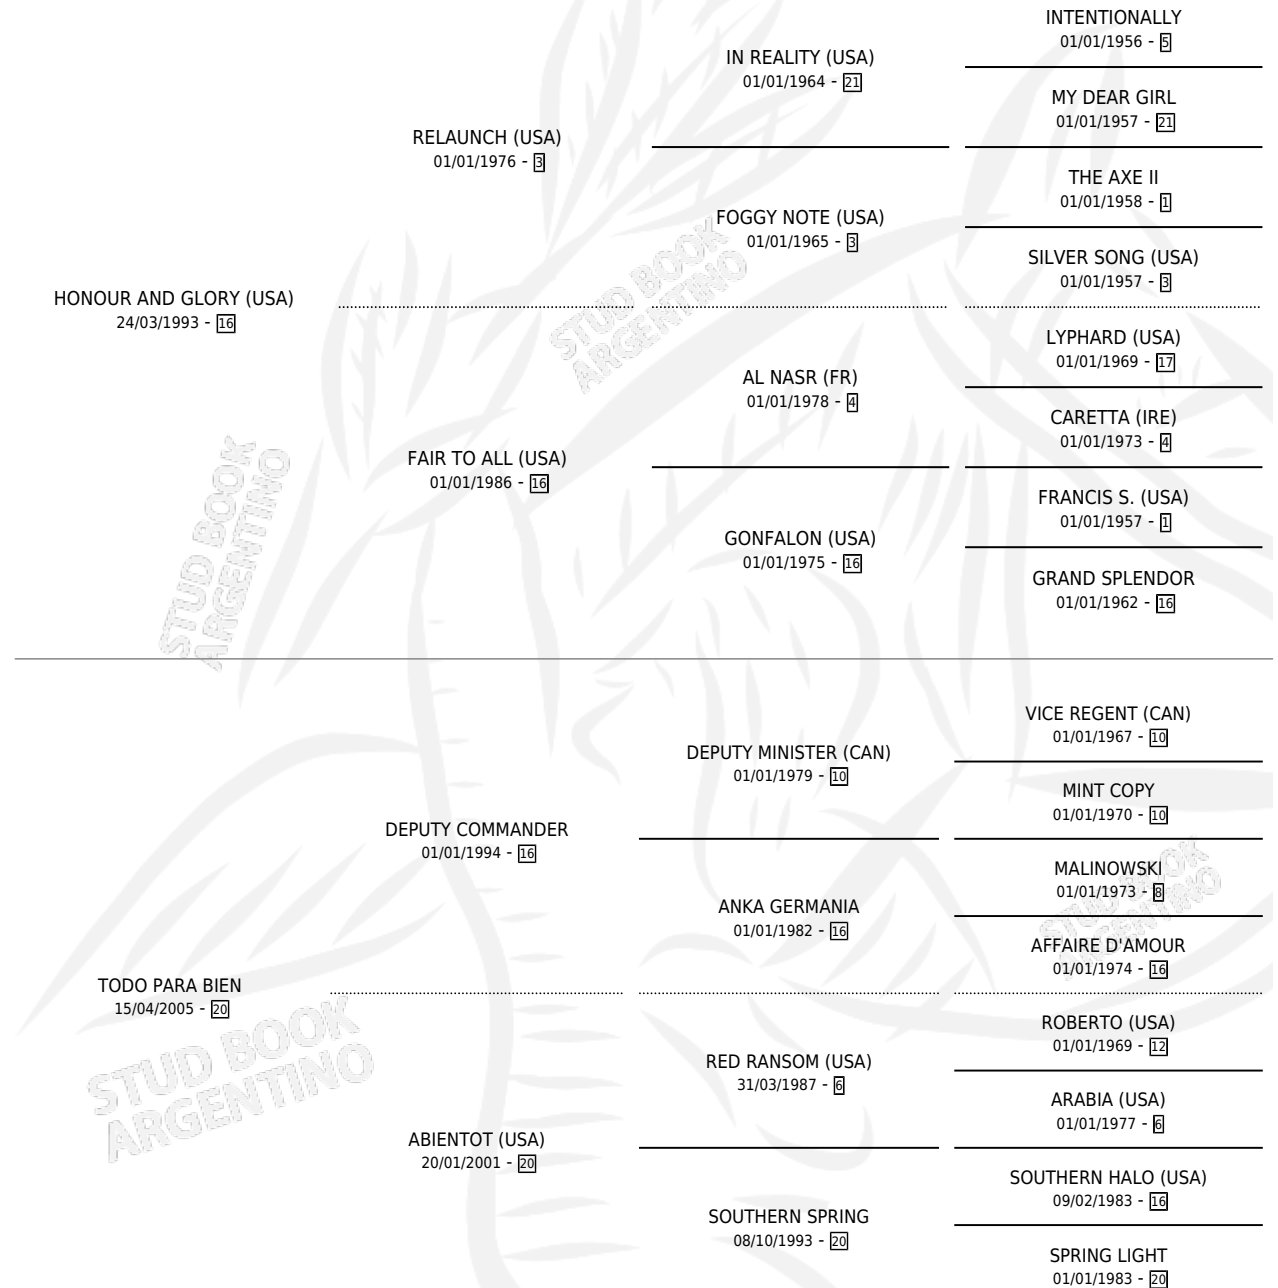 INTENTIONALLY
01/01/1956 - 5
IN REALITY (USA)
01/01/1964 - 21
MY DEAR GIRL
01/01/1957 - 21
RELAUNCH (USA)
01/01/1976 - 3
THE AXE II
01/01/1958 - 1
FOGGY NOTE (USA)
01/01/1965 - 3
SILVER SONG (USA)
01/01/1957 - 3
HONOUR AND GLORY (USA)
24/03/1993 - 16
LYPHARD (USA)
01/01/1969 - 17
AL NASR (FR)
01/01/1978 - 4
CARETTA (IRE)
01/01/1973 - 4
FAIR TO ALL (USA)
01/01/1986 - 16
FRANCIS S. (USA)
01/01/1957 - 1
GONFALON (USA)
01/01/1975 - 16
GRAND SPLENDOR
01/01/1962 - 16
VICE REGENT (CAN)
01/01/1967 - 10
DEPUTY MINISTER (CAN)
01/01/1979 - 10
MINT COPY
01/01/1970 - 10
DEPUTY COMMANDER
01/01/1994 - 16
MALINOWSKI
01/01/1973 - 8
ANKA GERMANIA
01/01/1982 - 16
AFFAIRE D'AMOUR
01/01/1974 - 16
TODO PARA BIEN
15/04/2005 - 20
ROBERTO (USA)
01/01/1969 - 12
RED RANSOM (USA)
31/03/1987 - 6
ARABIA (USA)
01/01/1977 - 6
ABIENTOT (USA)
20/01/2001 - 20
SOUTHERN HALO (USA)
09/02/1983 - 16
SOUTHERN SPRING
08/10/1993 - 20
SPRING LIGHT
01/01/1983 - 20
STUD BOOK
ARGENTINO
STUD BOOK
ARGENTINO
STUD BOOK
ARGENTINO
STUD BOOK
ARGENTINO